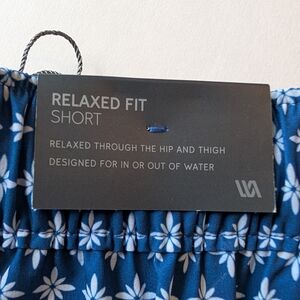 RELAXED FIT
SHORT
RELAXED THROUGH THE HIP AND THIGH
DESIGNED FOR IN OR OUT OF WATER